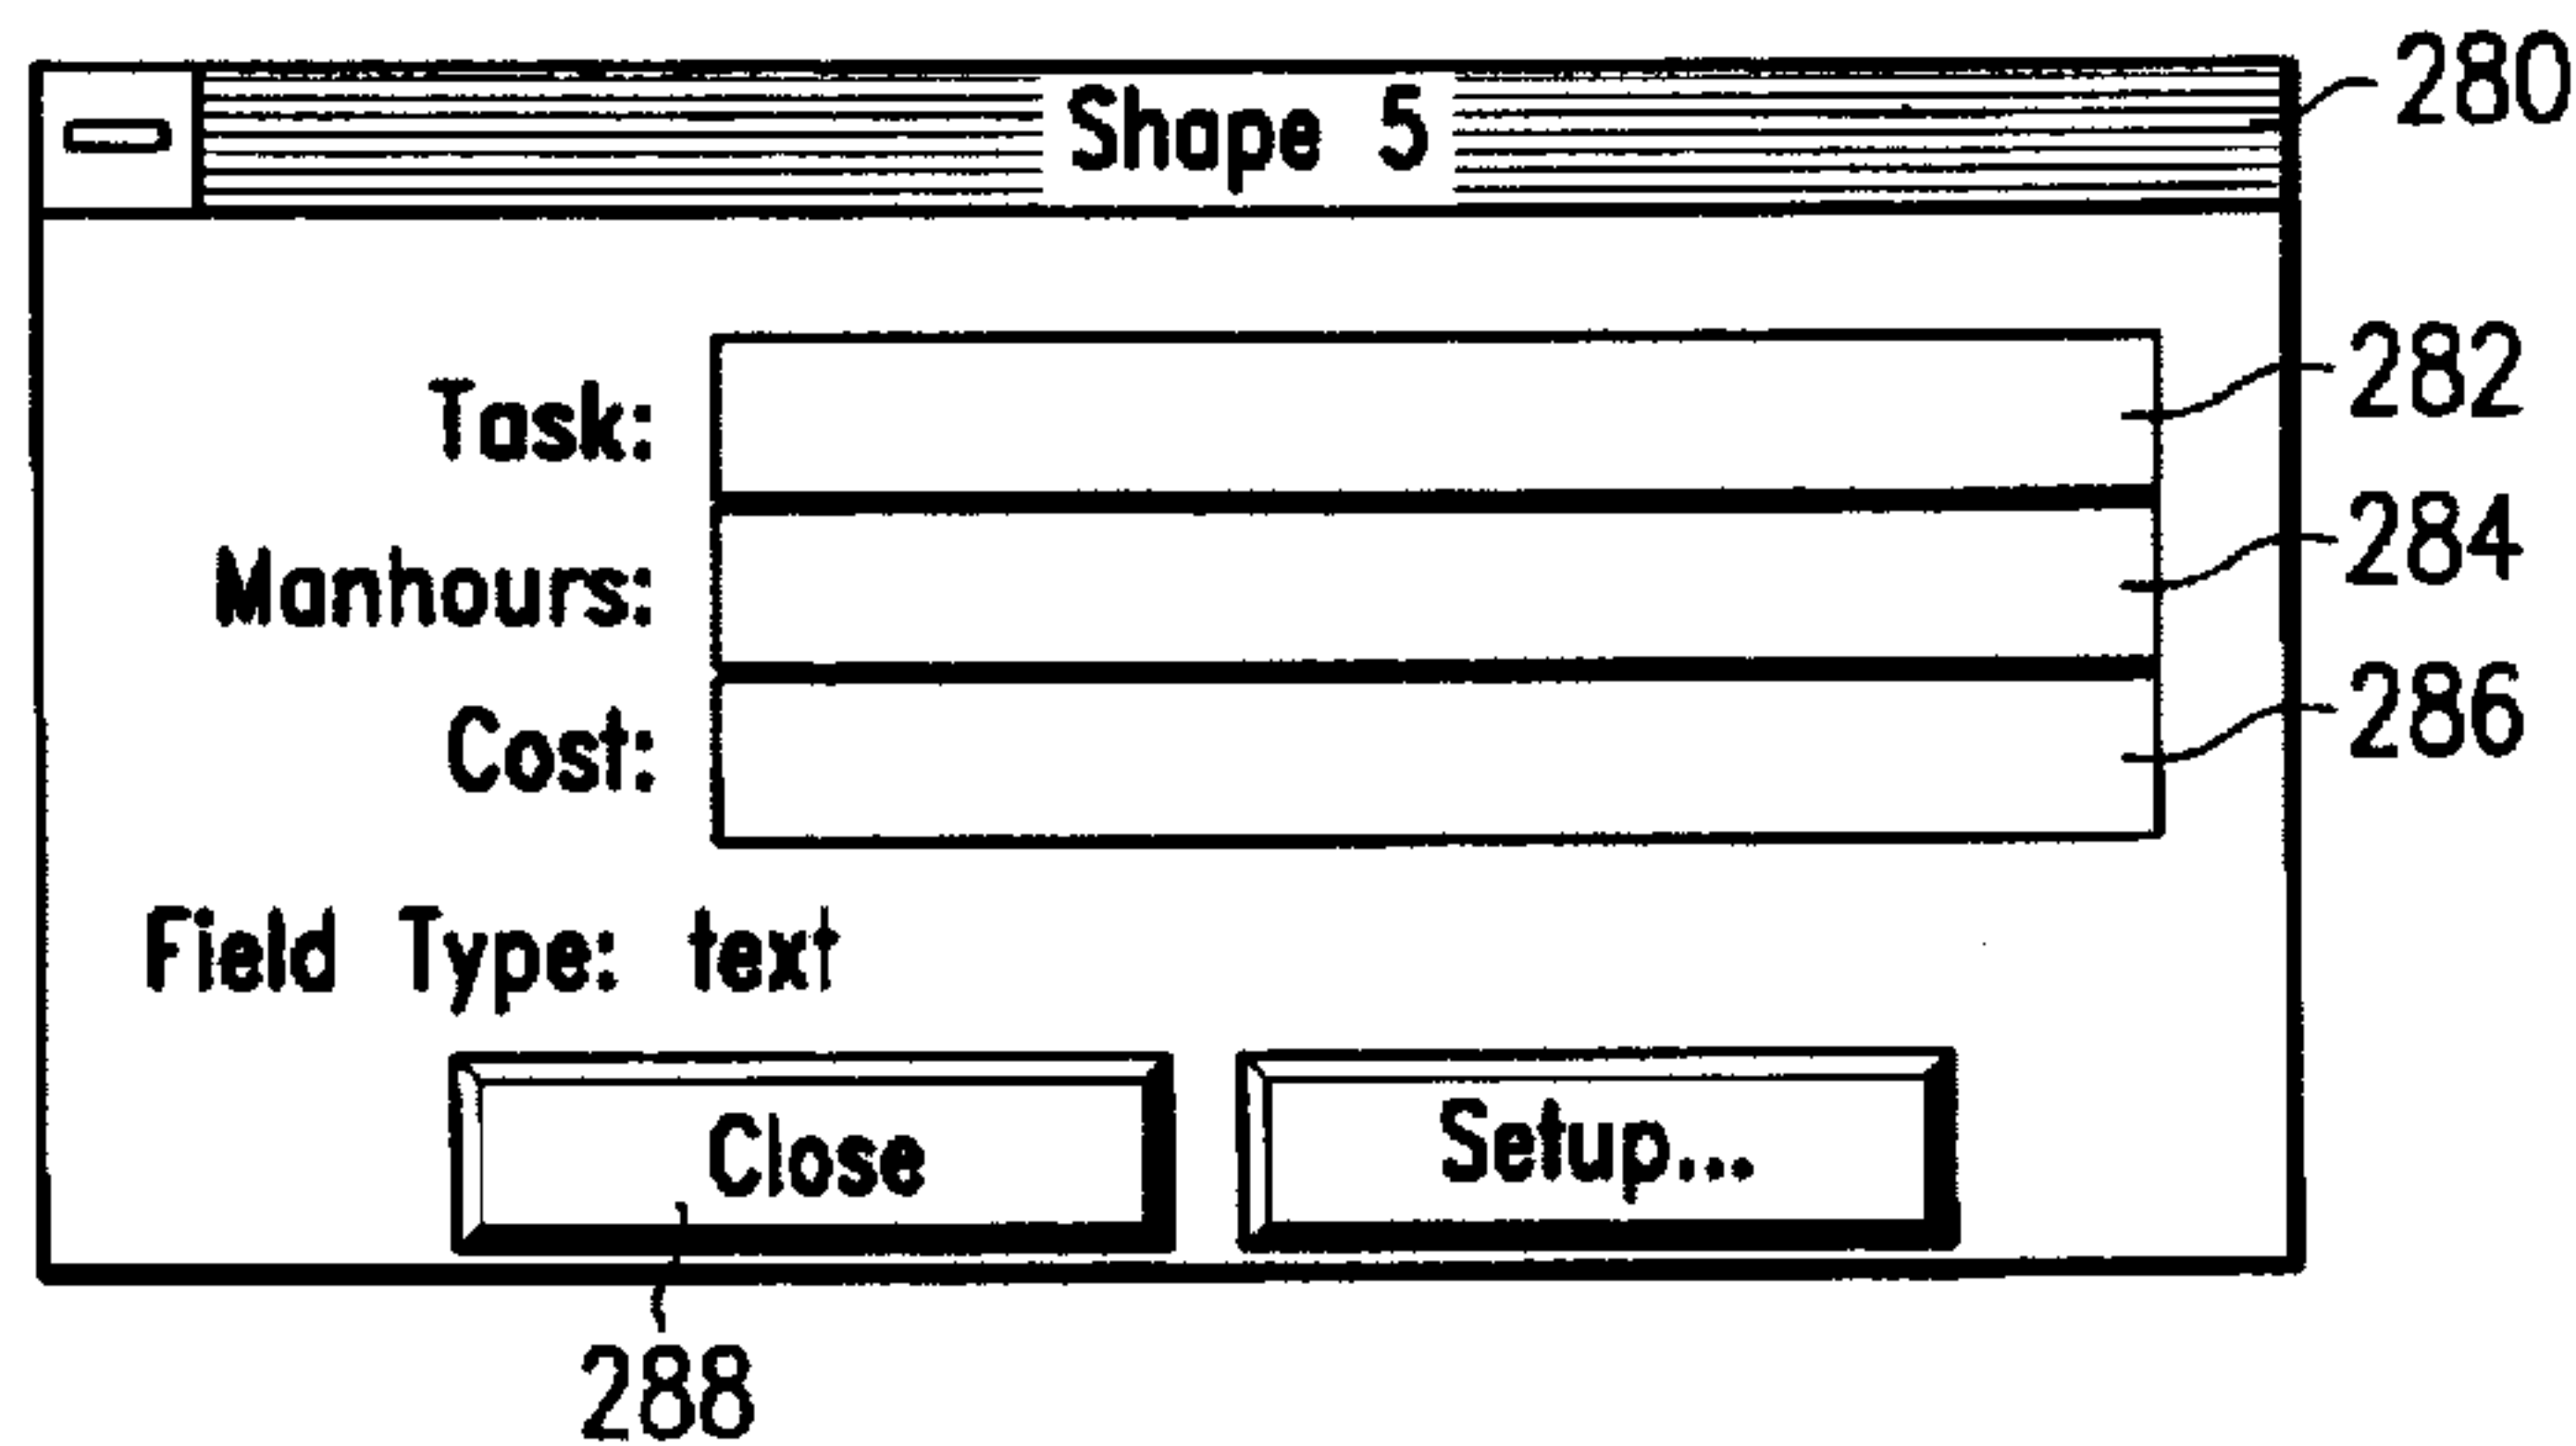 Shape 5 280
Task: 282
Manhours: 284
Cost: 286
Field Type: text
Close Setup...
288